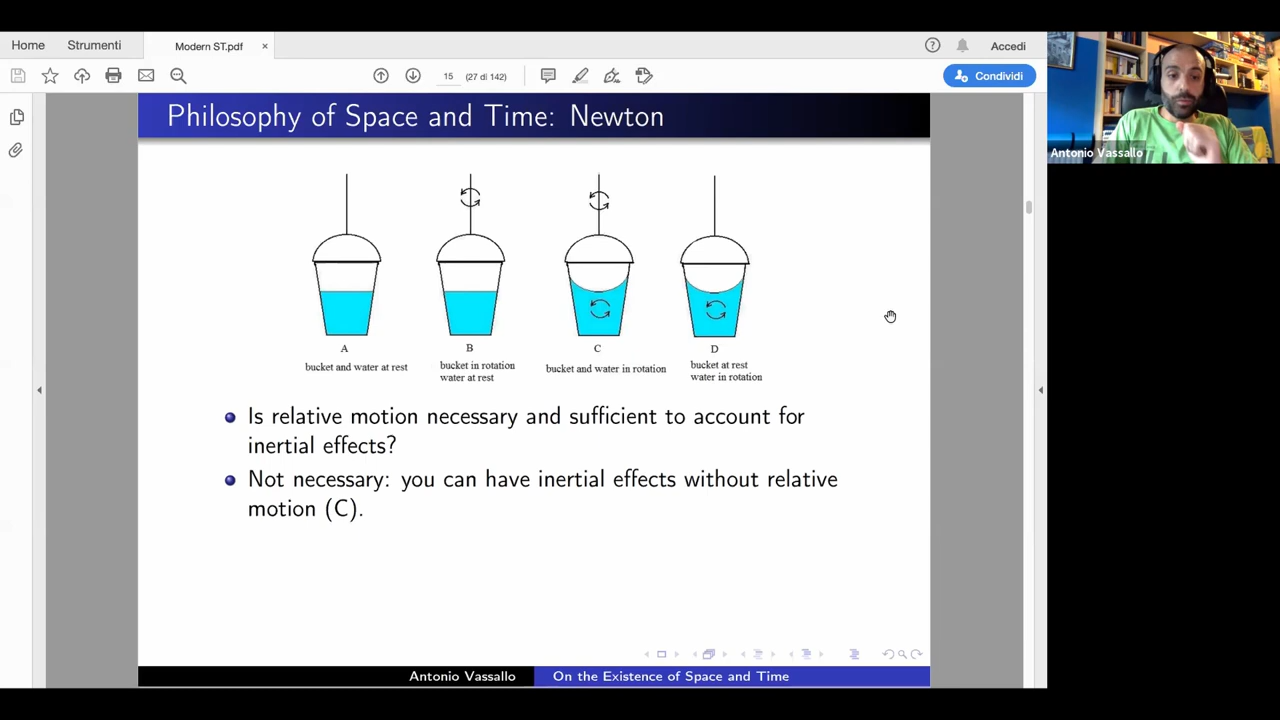 Home Strumenti Modern ST.pdf × Accedi
15 (27 di 142) Condividi
Philosophy of Space and Time: Newton
A B C D
bucket and water at rest
bucket in rotation
water at rest
bucket and water in rotation
bucket at rest
water in rotation
Is relative motion necessary and sufficient to account for
inertial effects?
Not necessary: you can have inertial effects without relative
motion (C).
Antonio Vassallo On the Existence of Space and Time
Antonio Vassallo